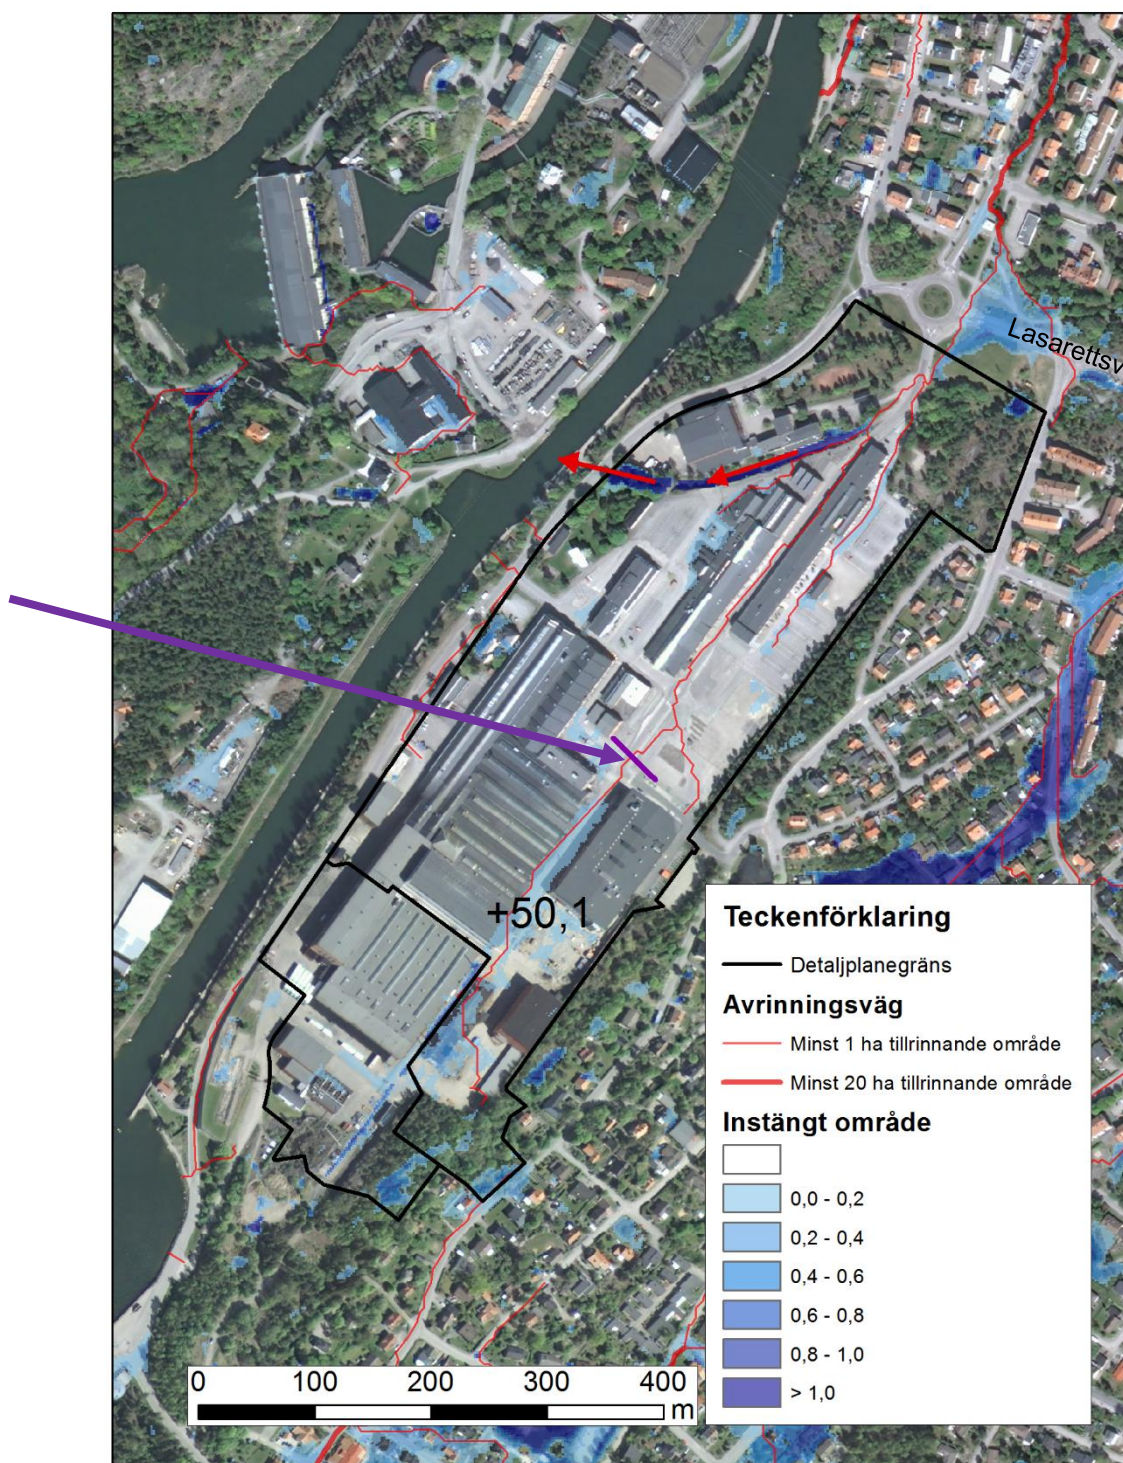 Lasarettsv
+50,1
Teckenförklaring
Detaljplanegräns
Avrinningsväg
Minst 1 ha tillrinnande område
Minst 20 ha tillrinnande område
Instängt område
0,0 - 0,2
0,2 - 0,4
0,4 - 0,6
0,6 - 0,8
0,8 - 1,0
> 1,0
0 100 200 300 400
m